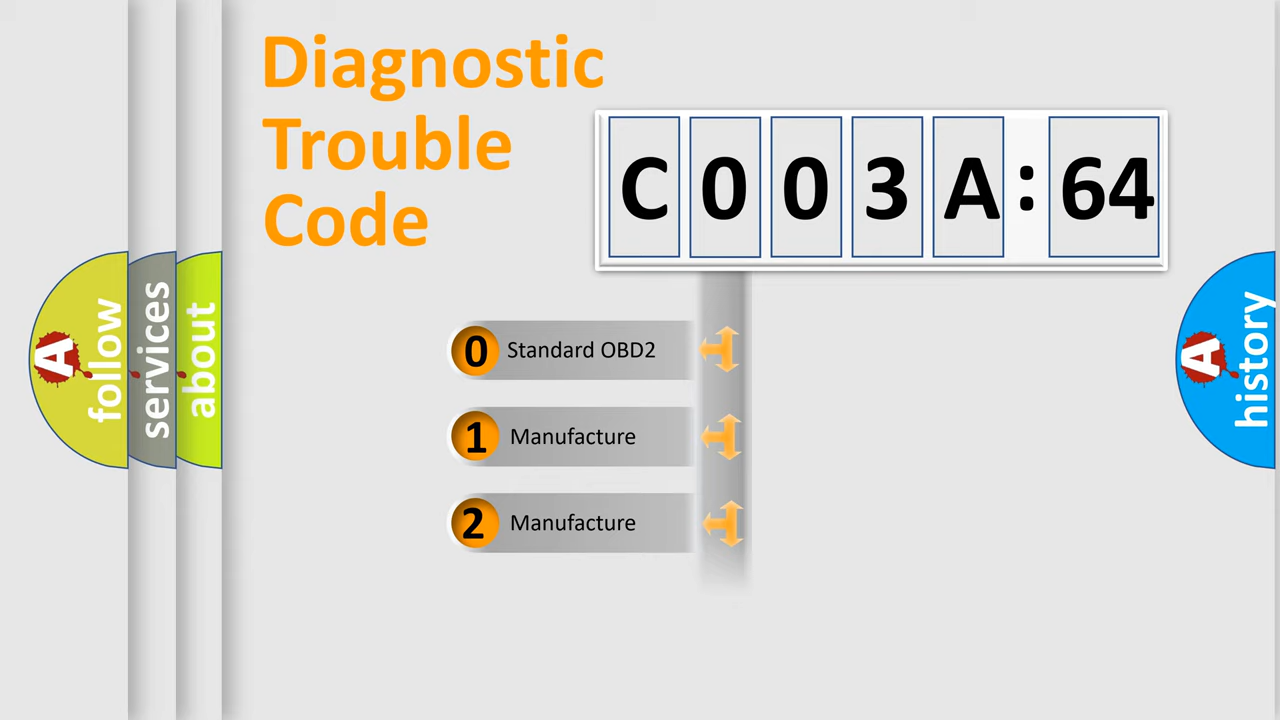 Diagnostic
Trouble
Code
C003A:64
0 Standard OBD2
1 Manufacture
2 Manufacture
A follow
services
about
A history